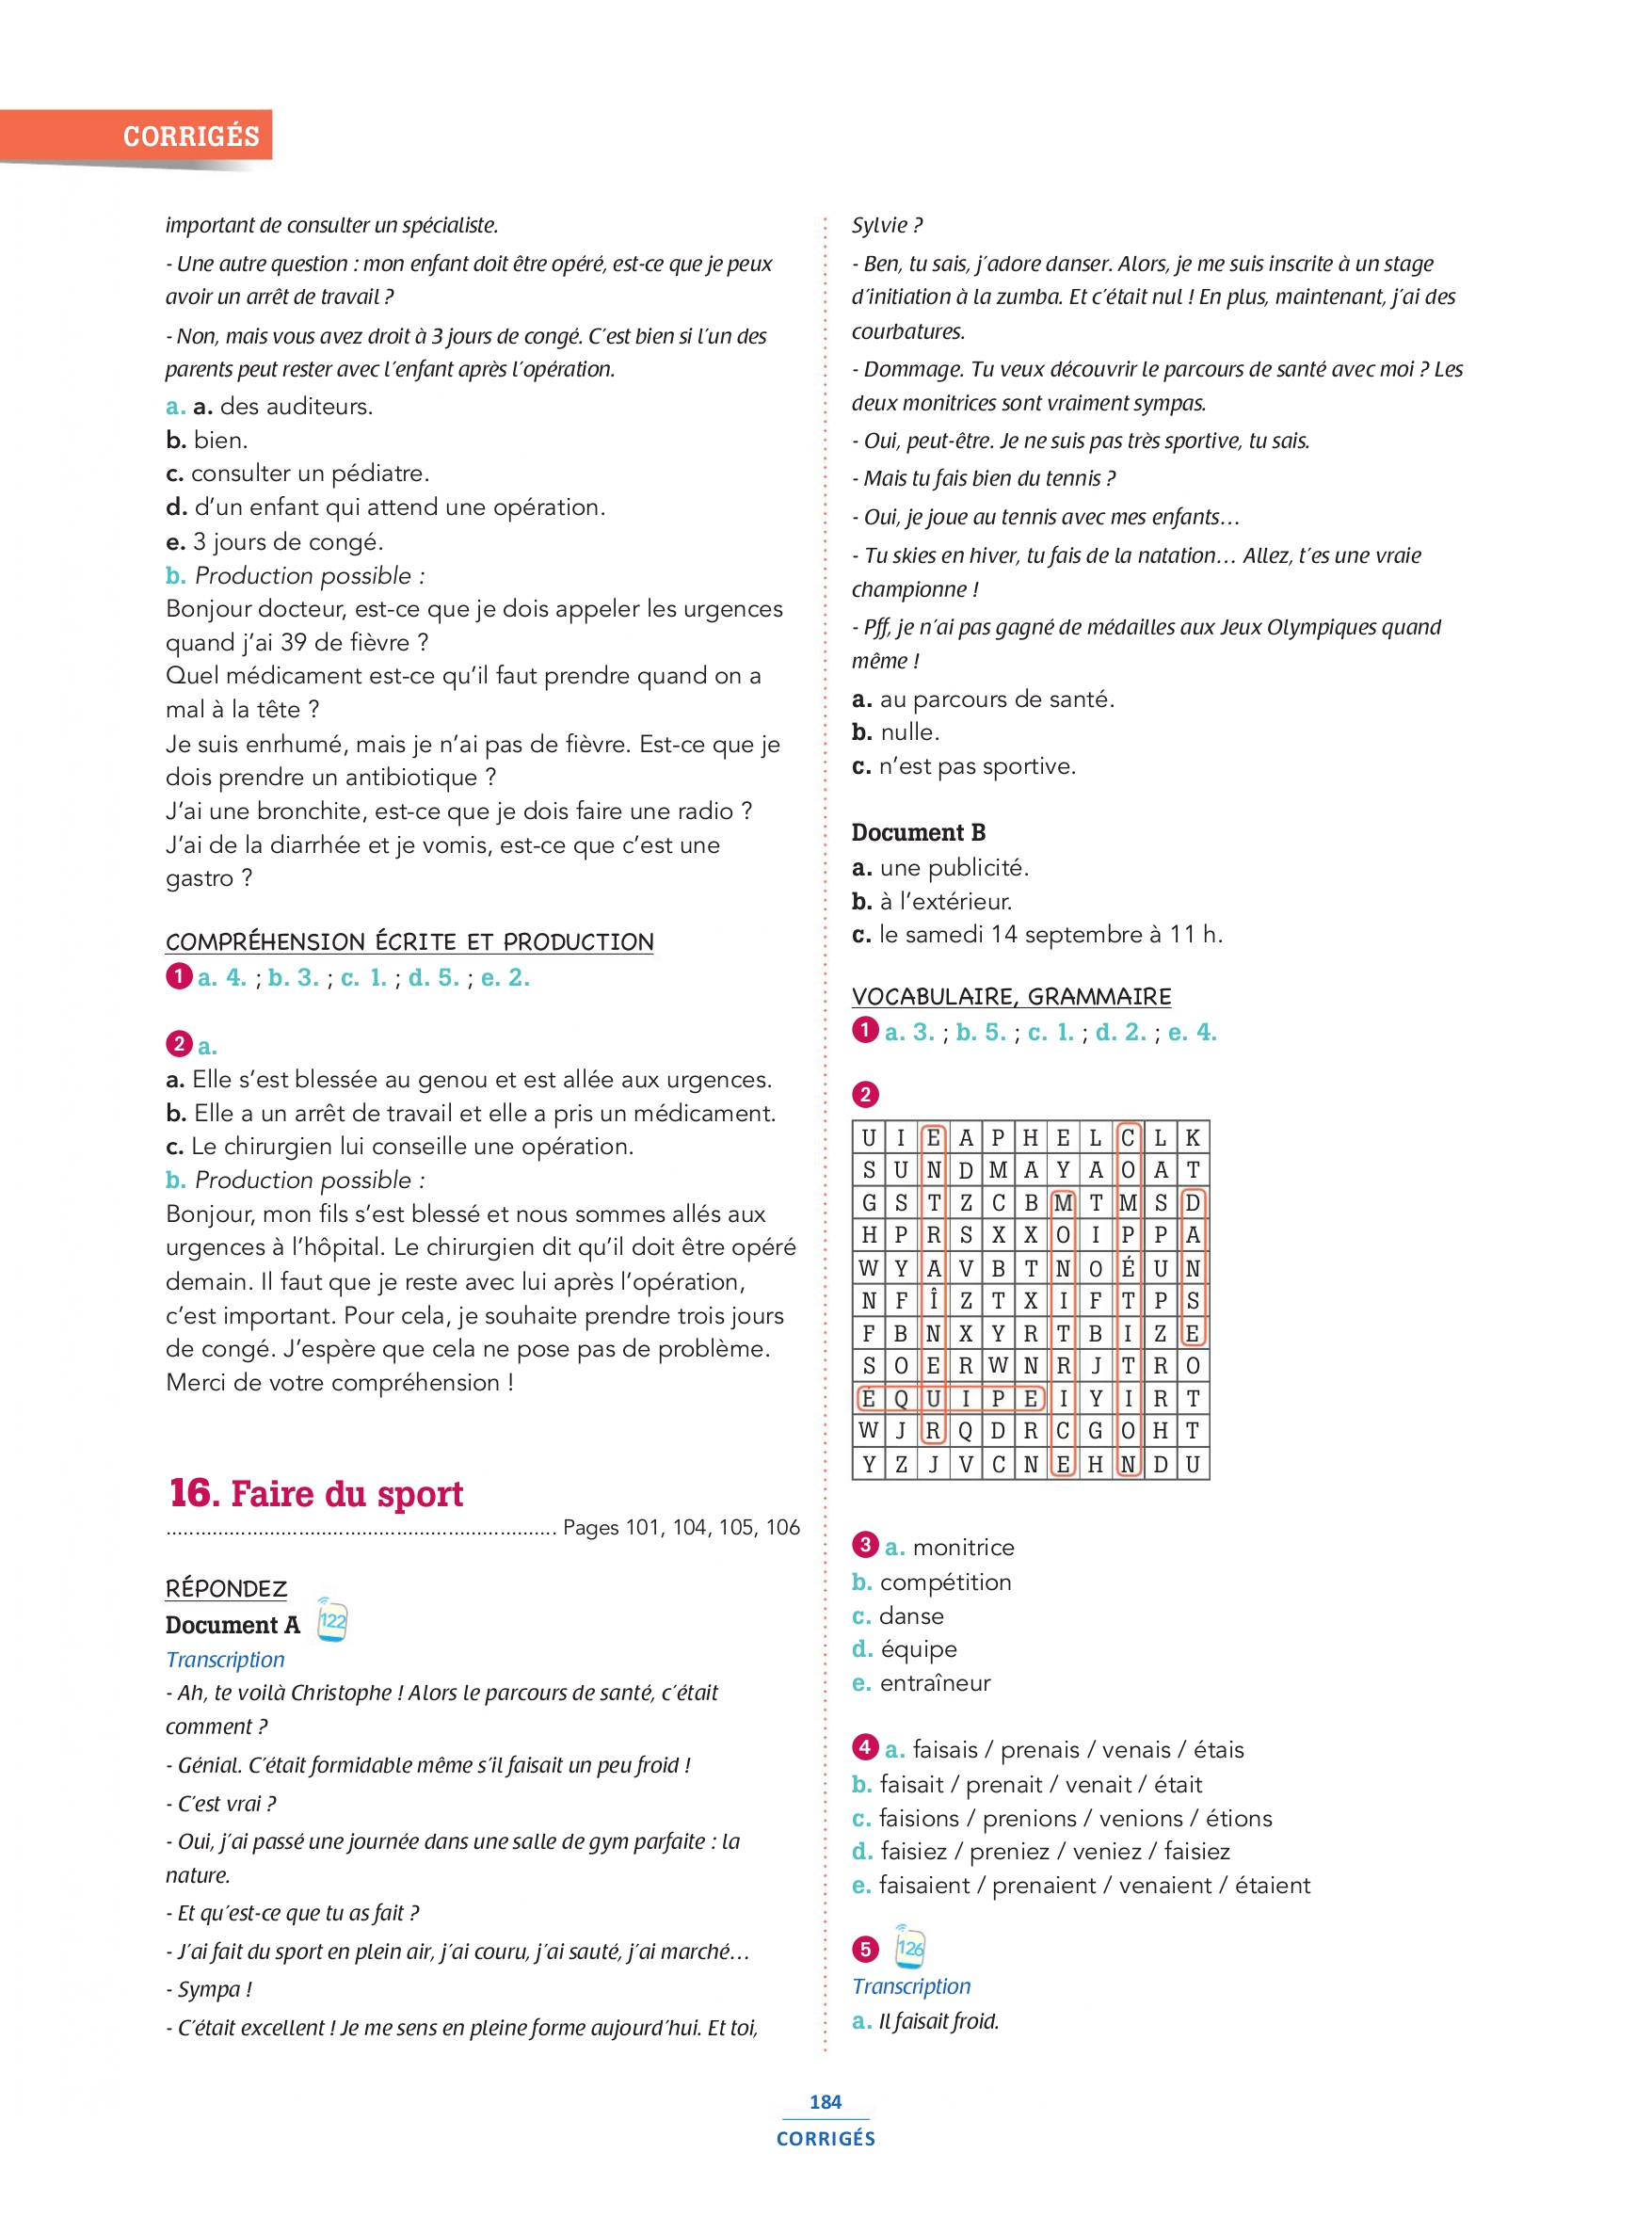 CORRIGÉS
important de consulter un spécialiste.
- Une autre question : mon enfant doit être opéré, est-ce que je peux
avoir un arrêt de travail ?
- Non, mais vous avez droit à 3 jours de congé. C'est bien si l'un des
parents peut rester avec l'enfant après l'opération.
a. a. des auditeurs.
b. bien.
c. consulter un pédiatre.
d. d'un enfant qui attend une opération.
e. 3 jours de congé.
b. Production possible :
Bonjour docteur, est-ce que je dois appeler les urgences
quand j'ai 39 de fièvre ?
Quel médicament est-ce qu'il faut prendre quand on a
mal à la tête ?
Je suis enrhumé, mais je n'ai pas de fièvre. Est-ce que je
dois prendre un antibiotique ?
J'ai une bronchite, est-ce que je dois faire une radio ?
J'ai de la diarrhée et je vomis, est-ce que c'est une
gastro ?
COMPRÉHENSION ÉCRITE ET PRODUCTION
1 a. 4. ; b. 3. ; c. 1. ; d. 5. ; e. 2.
2 a.
a. Elle s'est blessée au genou et est allée aux urgences.
b. Elle a un arrêt de travail et elle a pris un médicament.
c. Le chirurgien lui conseille une opération.
b. Production possible :
Bonjour, mon fils s'est blessé et nous sommes allés aux
urgences à l'hôpital. Le chirurgien dit qu'il doit être opéré
demain. Il faut que je reste avec lui après l'opération,
c'est important. Pour cela, je souhaite prendre trois jours
de congé. J'espère que cela ne pose pas de problème.
Merci de votre compréhension !
16. Faire du sport
.................................................................... Pages 101, 104, 105, 106
RÉPONDEZ
Document A 122
Transcription
- Ah, te voilà Christophe ! Alors le parcours de santé, c'était
comment ?
- Génial. C'était formidable même s'il faisait un peu froid !
- C'est vrai ?
- Oui, j'ai passé une journée dans une salle de gym parfaite : la
nature.
- Et qu'est-ce que tu as fait ?
- J'ai fait du sport en plein air, j'ai couru, j'ai sauté, j'ai marché…
- Sympa !
- C'était excellent ! Je me sens en pleine forme aujourd'hui. Et toi,
Sylvie ?
- Ben, tu sais, j'adore danser. Alors, je me suis inscrite à un stage
d'initiation à la zumba. Et c'était nul ! En plus, maintenant, j'ai des
courbatures.
- Dommage. Tu veux découvrir le parcours de santé avec moi ? Les
deux monitrices sont vraiment sympas.
- Oui, peut-être. Je ne suis pas très sportive, tu sais.
- Mais tu fais bien du tennis ?
- Oui, je joue au tennis avec mes enfants…
- Tu skies en hiver, tu fais de la natation… Allez, t'es une vraie
championne !
- Pff, je n'ai pas gagné de médailles aux Jeux Olympiques quand
même !
a. au parcours de santé.
b. nulle.
c. n'est pas sportive.
Document B
a. une publicité.
b. à l'extérieur.
c. le samedi 14 septembre à 11 h.
VOCABULAIRE, GRAMMAIRE
1 a. 3. ; b. 5. ; c. 1. ; d. 2. ; e. 4.
2
U I E A P H E L C L K
S U N D M A Y A O A T
G S T Z C B M T M S D
H P R S X X O I P P A
W Y A V B T N O É U N
N F Î Z T X I F T P S
F B N X Y R T B I Z E
S O E R W N R J T R O
É Q U I P E I Y I R T
W J R Q D R C G O H T
Y Z J V C N E H N D U
3 a. monitrice
b. compétition
c. danse
d. équipe
e. entraîneur
4 a. faisais / prenais / venais / étais
b. faisait / prenait / venait / était
c. faisions / prenions / venions / étions
d. faisiez / preniez / veniez / faisiez
e. faisaient / prenaient / venaient / étaient
5 126
Transcription
a. Il faisait froid.
184
CORRIGÉS